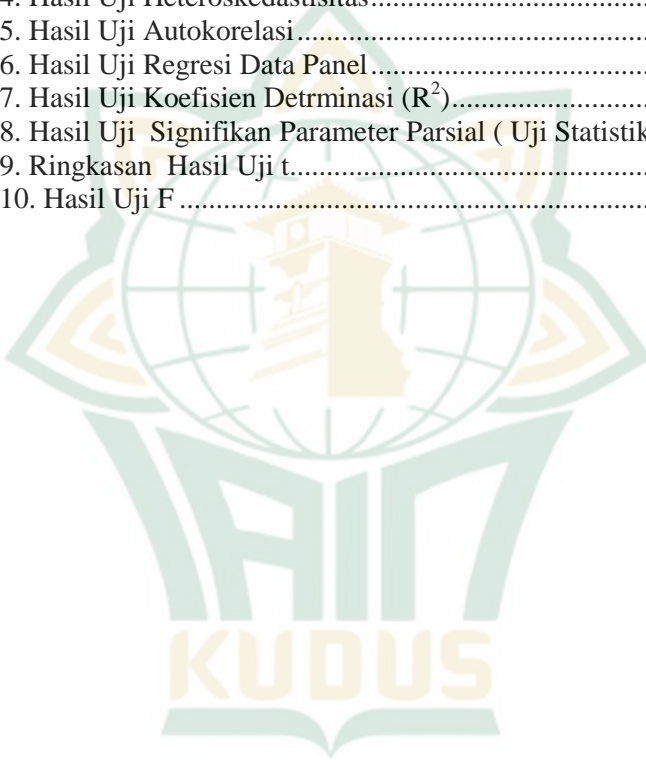 4. Hasil Uji Heteroskedastisitas.....................................................
5. Hasil Uji Autokorelasi.................................................................
6. Hasil Uji Regresi Data Panel.....................................................
7. Hasil Uji Koefisien Detrminasi (R²)..........................................
8. Hasil Uji Signifikan Parameter Parsial ( Uji Statistik
9. Ringkasan Hasil Uji t..................................................................
10. Hasil Uji F ..................................................................................
IAIN
KUDUS